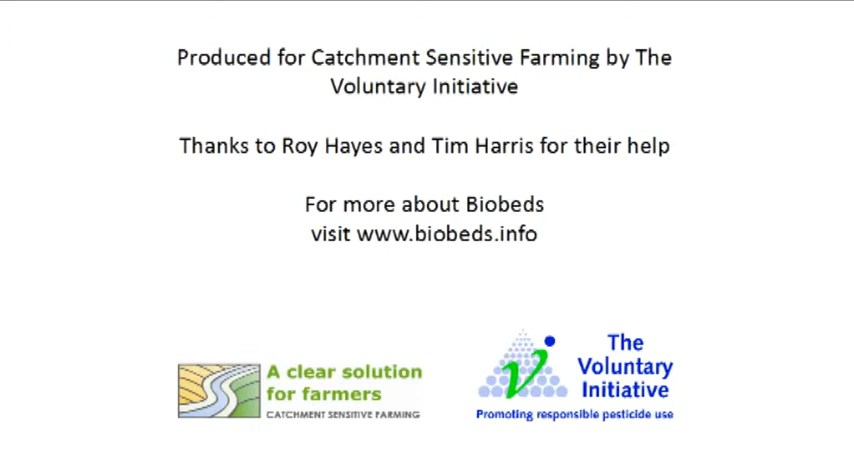 Produced for Catchment Sensitive Farming by The
Voluntary Initiative
Thanks to Roy Hayes and Tim Harris for their help
For more about Biobeds
visit www.biobeds.info
A clear solution
for farmers
CATCHMENT SENSITIVE FARMING
The
Voluntary
Initiative
Promoting responsible pesticide use